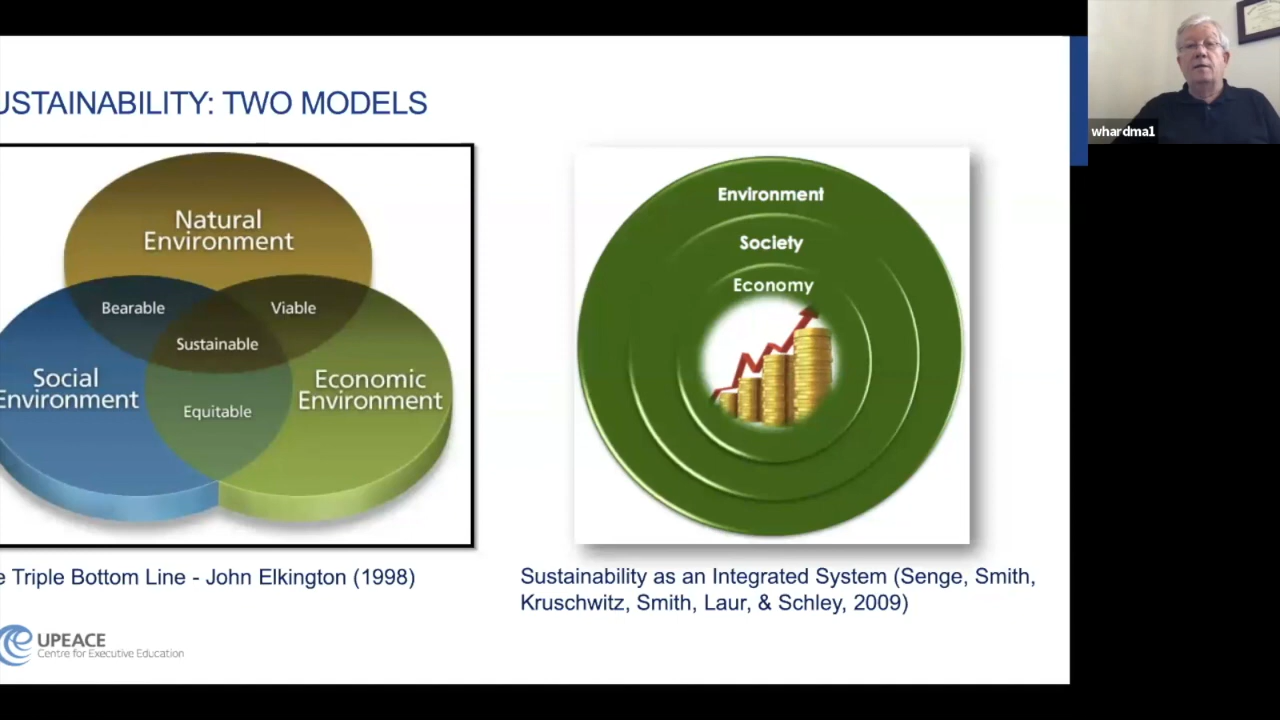 USTAINABILITY: TWO MODELS
Natural
Environment
Bearable
Viable
Sustainable
Social
Environment
Economic
Environment
Equitable
e Triple Bottom Line - John Elkington (1998)
Environment
Society
Economy
Sustainability as an Integrated System (Senge, Smith,
Kruschwitz, Smith, Laur, & Schley, 2009)
UPEACE
Centre for Executive Education
whardma1